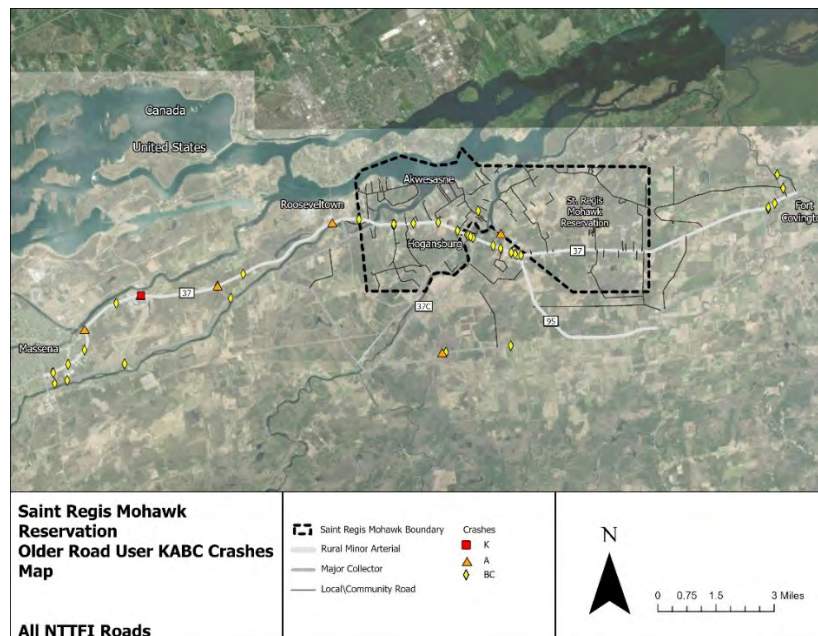 Canada
United States
Akwesasne
Rooseveltown
St. Regis
Mohawk
Reservation
Fort
Covington
Hogansburg
37
37
37C
95
Massena
Saint Regis Mohawk
Reservation
Older Road User KABC Crashes
Map
All NTTFI Roads
Saint Regis Mohawk Boundary
Rural Minor Arterial
Major Collector
Local\Community Road
Crashes
K
A
BC
N
0 0.75 1.5 3 Miles